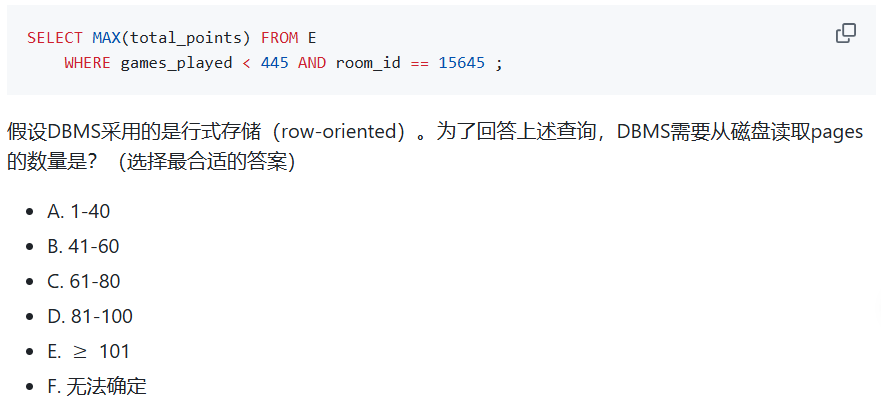 SELECT MAX(total_points) FROM E
WHERE games_played < 445 AND room_id == 15645 ;
假设DBMS采用的是行式存储（row-oriented）。为了回答上述查询，DBMS需要从磁盘读取pages
的数量是？（选择最合适的答案）
• A. 1-40
• B. 41-60
• C. 61-80
• D. 81-100
• E. ≥ 101
• F. 无法确定